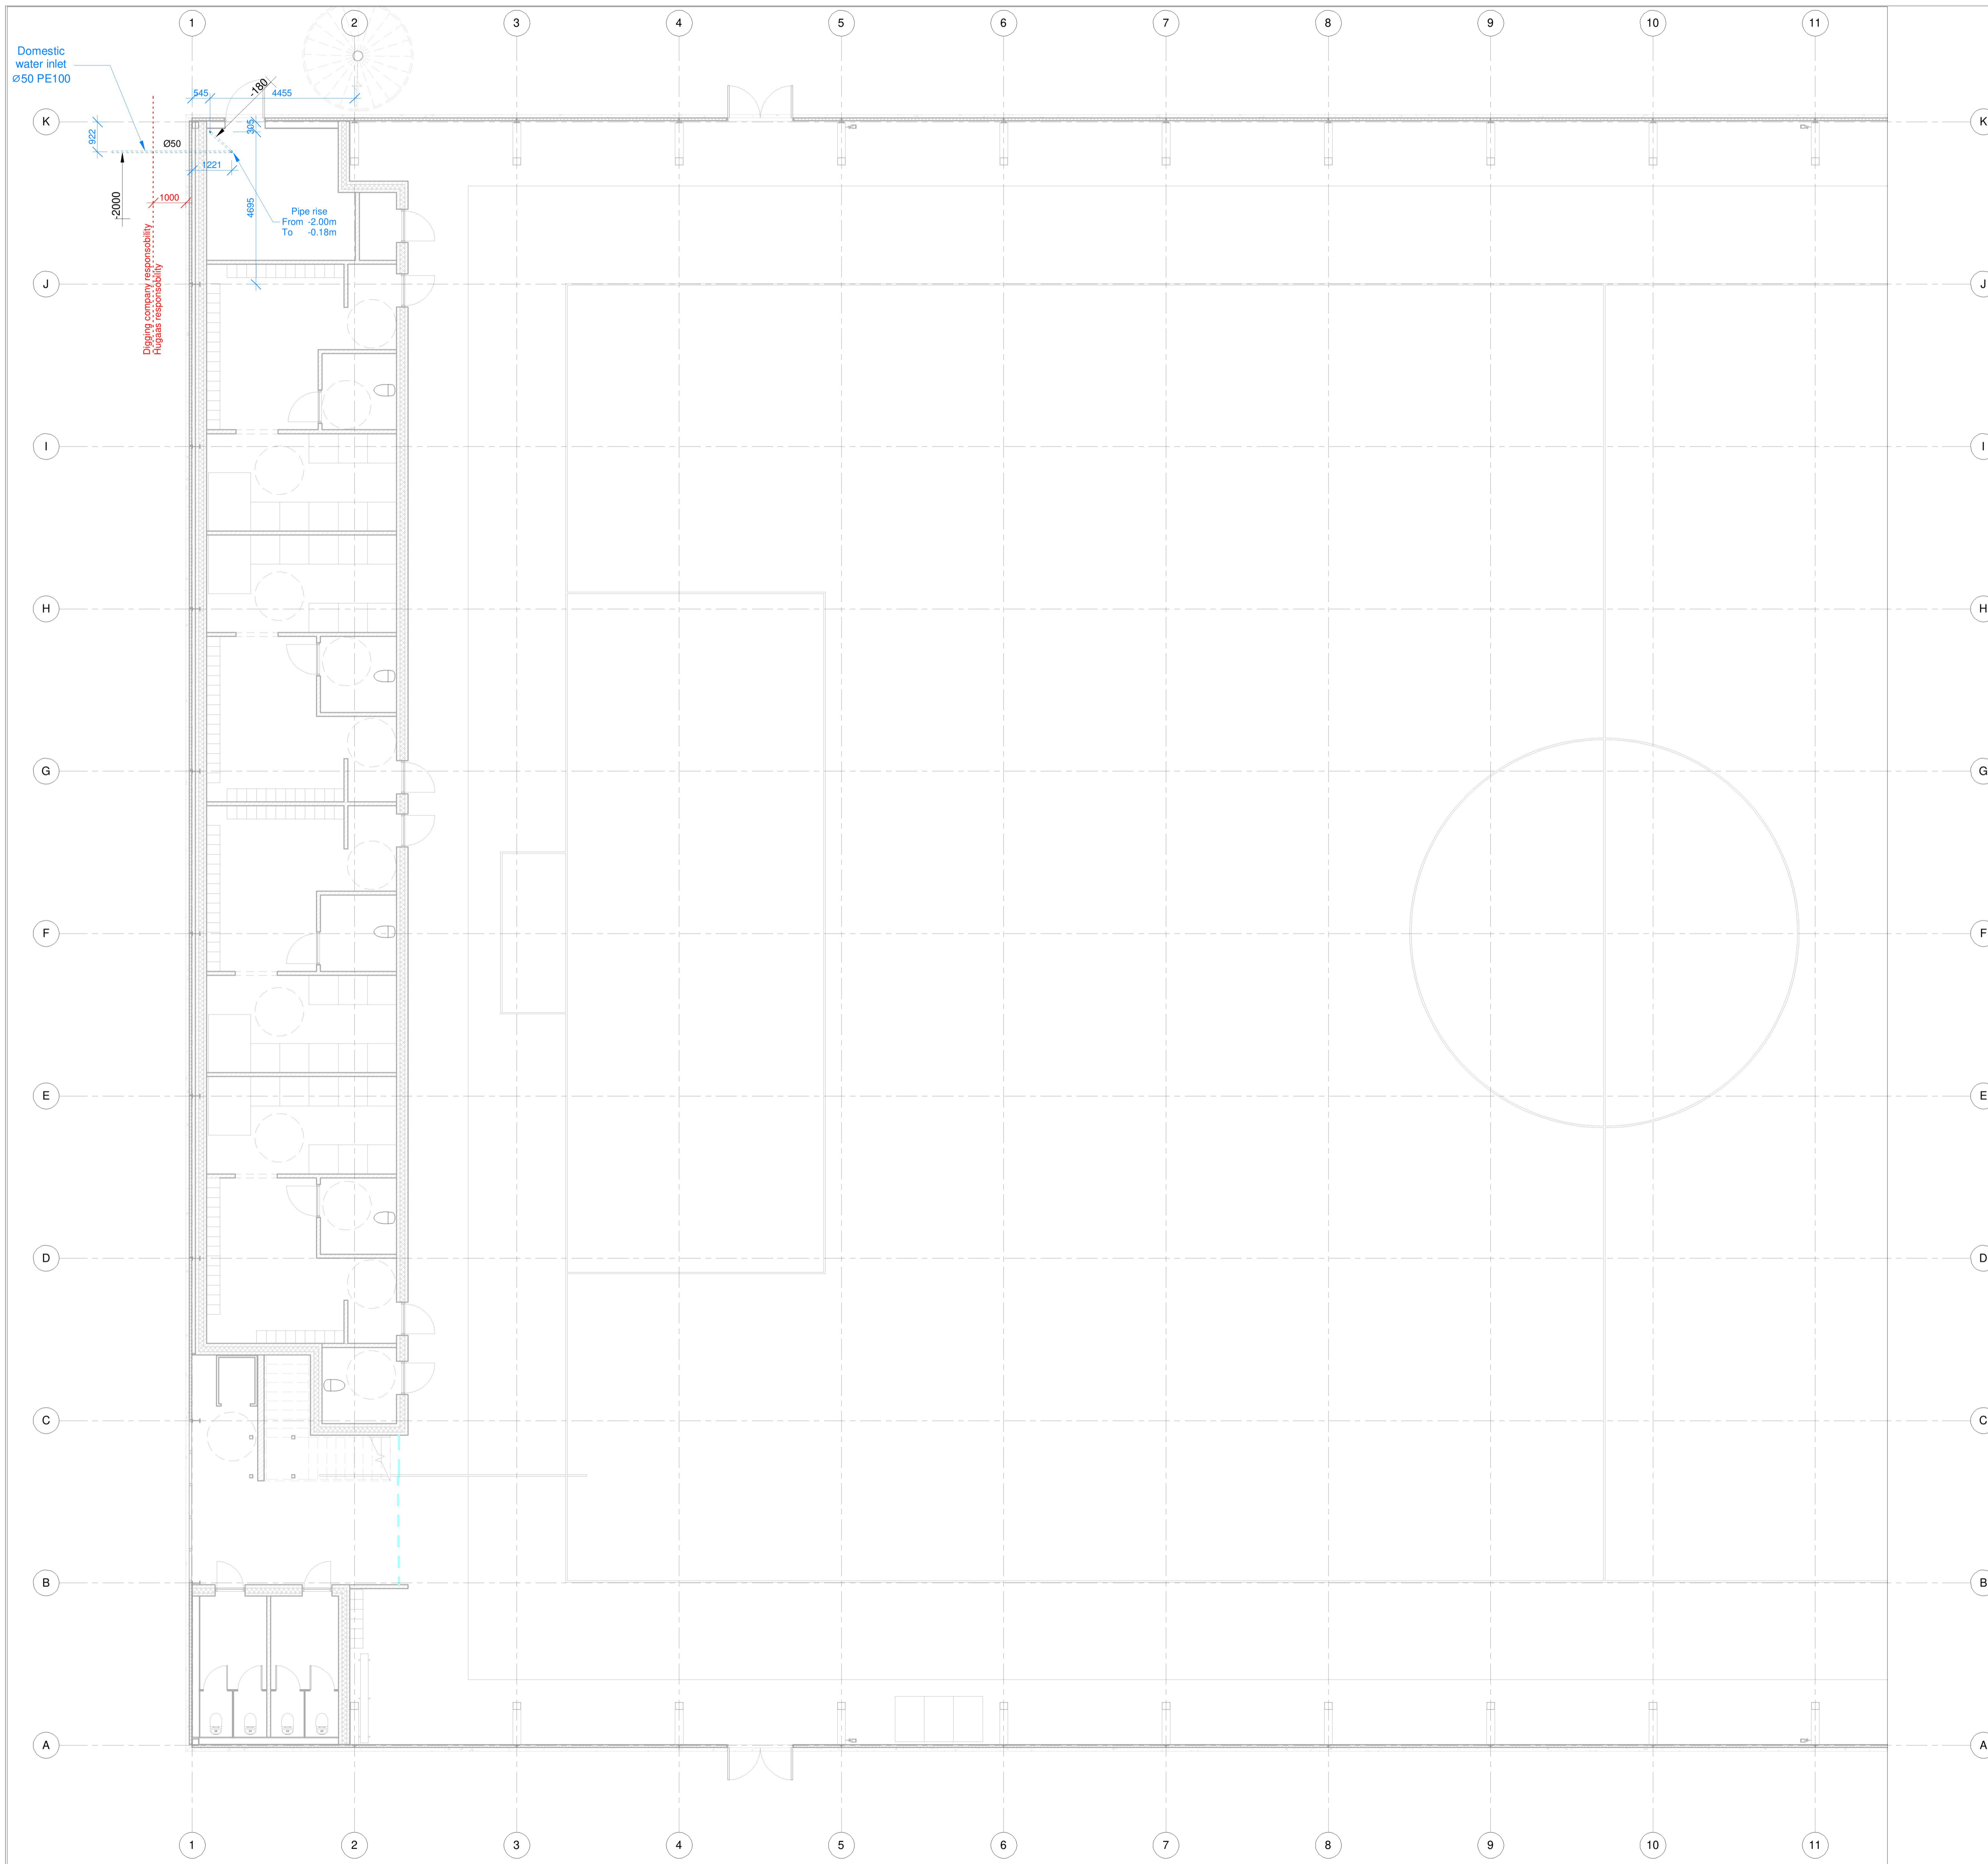 1 2 3 4 5 6 7 8 9 10 11
Domestic
water inlet
Ø50 PE100
545
-180
4455
K
K
922
305
Ø50
1221
-2000
1000
4695
Pipe rise
From -2.00m
To -0.18m
Digging company responsobility
Hugaas responsobility
J
J
I
I
H
H
G
G
F
F
E
E
D
D
C
C
B
B
A
A
1 2 3 4 5 6 7 8 9 10 11